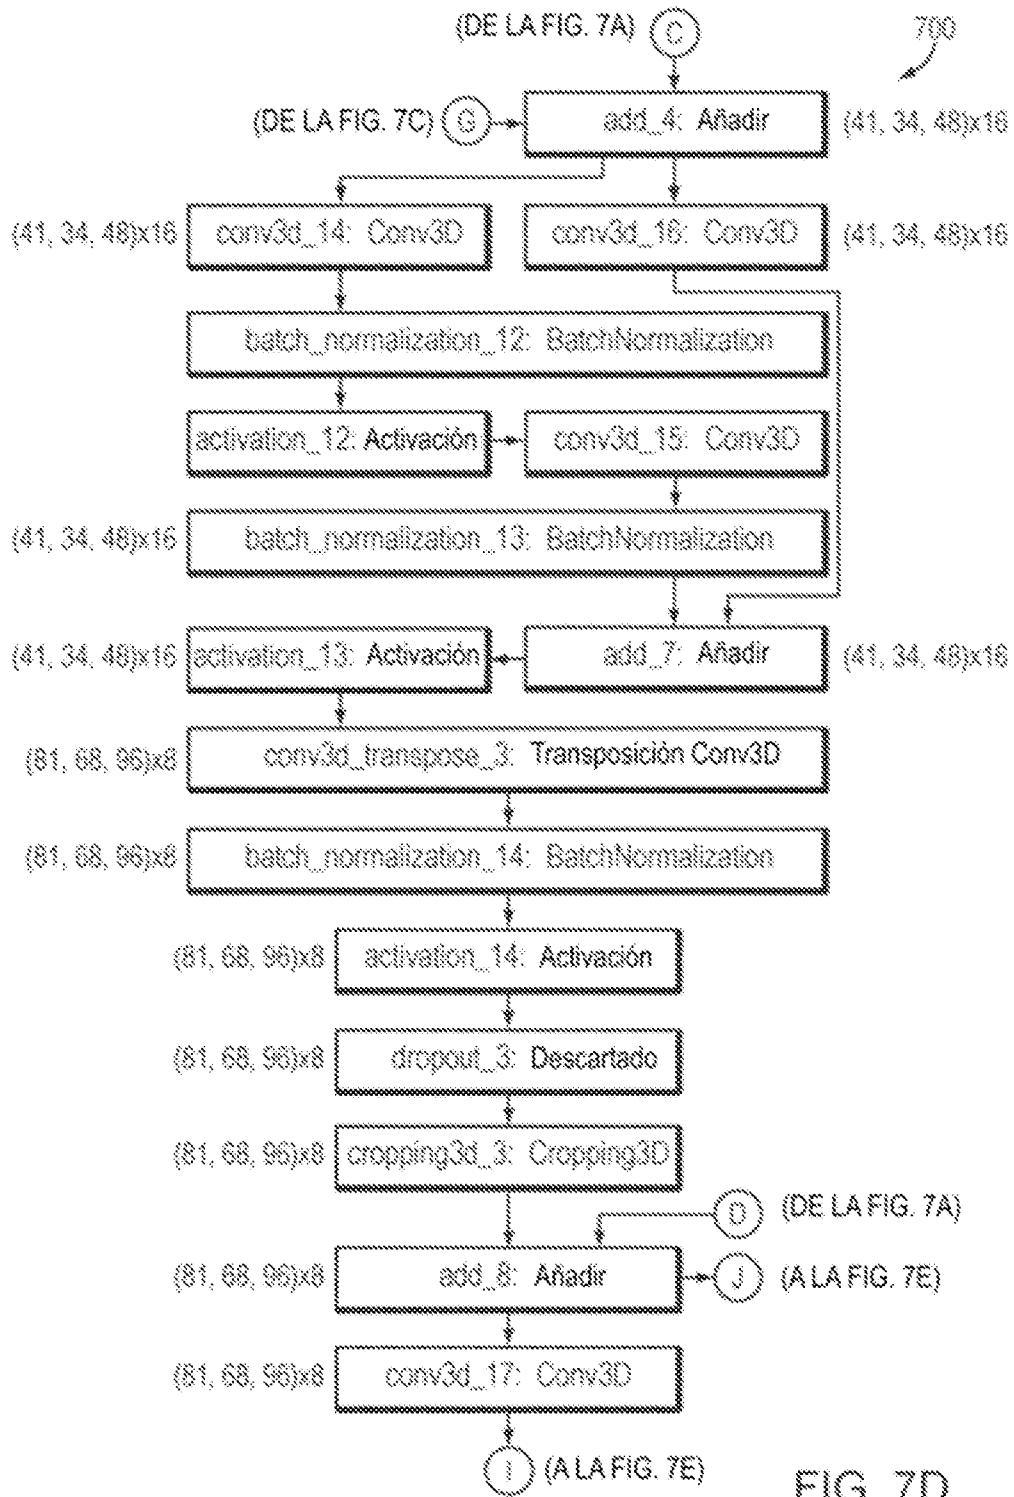 (DE LA FIG. 7A) C
700
(DE LA FIG. 7C) G
add_4: Añadir
(41, 34, 48)x16
(41, 34, 48)x16
conv3d_14: Conv3D
conv3d_16: Conv3D
(41, 34, 48)x16
batch_normalization_12: BatchNormalization
activation_12: Activación
conv3d_15: Conv3D
(41, 34, 48)x16
batch_normalization_13: BatchNormalization
(41, 34, 48)x16
activation_13: Activación
add_7: Añadir
(41, 34, 48)x16
(81, 68, 96)x8
conv3d_transpose_3: Transposición Conv3D
(81, 68, 96)x8
batch_normalization_14: BatchNormalization
(81, 68, 96)x8
activation_14: Activación
(81, 68, 96)x8
dropout_3: Descartado
(81, 68, 96)x8
cropping3d_3: Cropping3D
D (DE LA FIG. 7A)
(81, 68, 96)x8
add_8: Añadir
J (A LA FIG. 7E)
(81, 68, 96)x8
conv3d_17: Conv3D
I (A LA FIG. 7E)
FIG. 7D